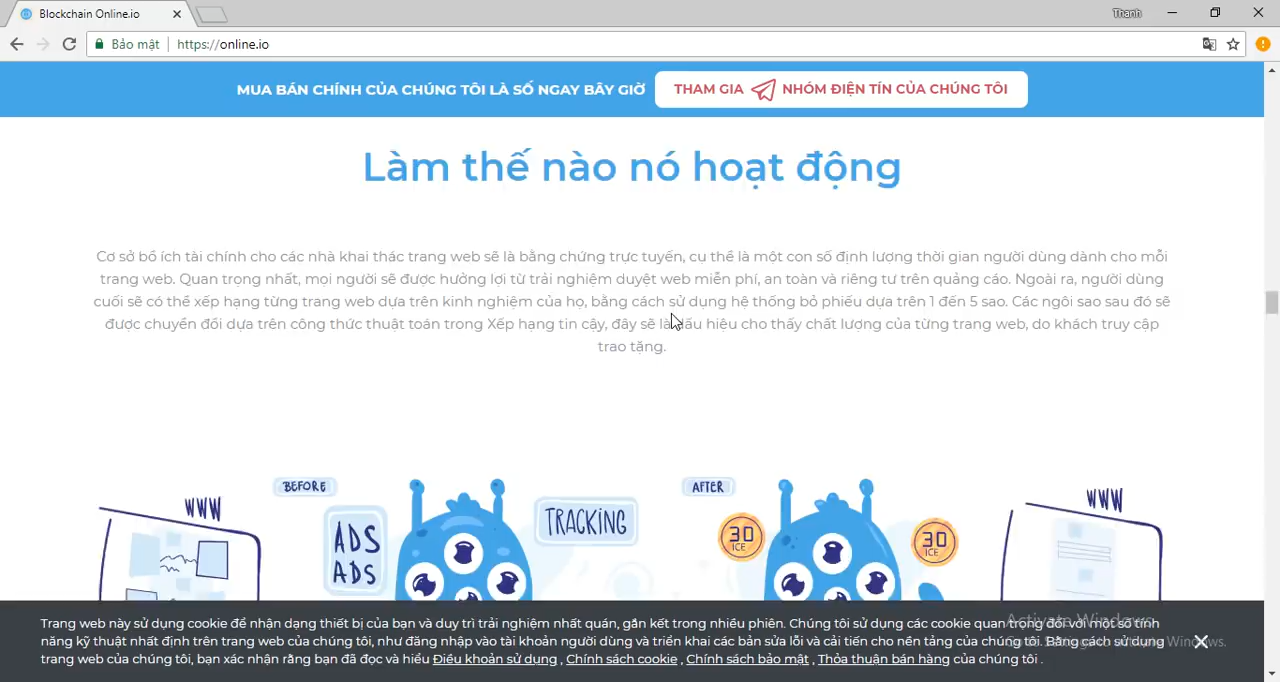 Blockchain Online.io
Thanh
Bảo mật
https://online.io
MUA BÁN CHÍNH CỦA CHÚNG TÔI LÀ SỐ NGAY BÂY GIỜ
THAM GIA NHÓM ĐIỆN TÍN CỦA CHÚNG TÔI
Làm thế nào nó hoạt động
Cơ sở bổ ích tài chính cho các nhà khai thác trang web sẽ là bằng chứng trực tuyến, cụ thể là một con số định lượng thời gian người dùng dành cho mỗi
trang web. Quan trọng nhất, mọi người sẽ được hưởng lợi từ trải nghiệm duyệt web miễn phí, an toàn và riêng tư trên quảng cáo. Ngoài ra, người dùng
cuối sẽ có thể xếp hạng từng trang web dựa trên kinh nghiệm của họ, bằng cách sử dụng hệ thống bỏ phiếu dựa trên 1 đến 5 sao. Các ngôi sao sau đó sẽ
được chuyển đổi dựa trên công thức thuật toán trong Xếp hạng tin cậy, đây sẽ là dấu hiệu cho thấy chất lượng của từng trang web, do khách truy cập
trao tặng.
BEFORE
AFTER
WWW
WWW
ADS
ADS
TRACKING
30
ICE
30
ICE
Trang web này sử dụng cookie để nhận dạng thiết bị của bạn và duy trì trải nghiệm nhất quán, gắn kết trong nhiều phiên. Chúng tôi sử dụng các cookie quan trọng đối với một số tính
năng kỹ thuật nhất định trên trang web của chúng tôi, như đăng nhập vào tài khoản người dùng và triển khai các bản sửa lỗi và cải tiến cho nền tảng của chúng tôi. Bằng cách sử dụng
trang web của chúng tôi, bạn xác nhận rằng bạn đã đọc và hiểu Điều khoản sử dụng , Chính sách cookie , Chính sách bảo mật , Thỏa thuận bán hàng của chúng tôi .
Activate Windows
Go to Settings to activate Windows.